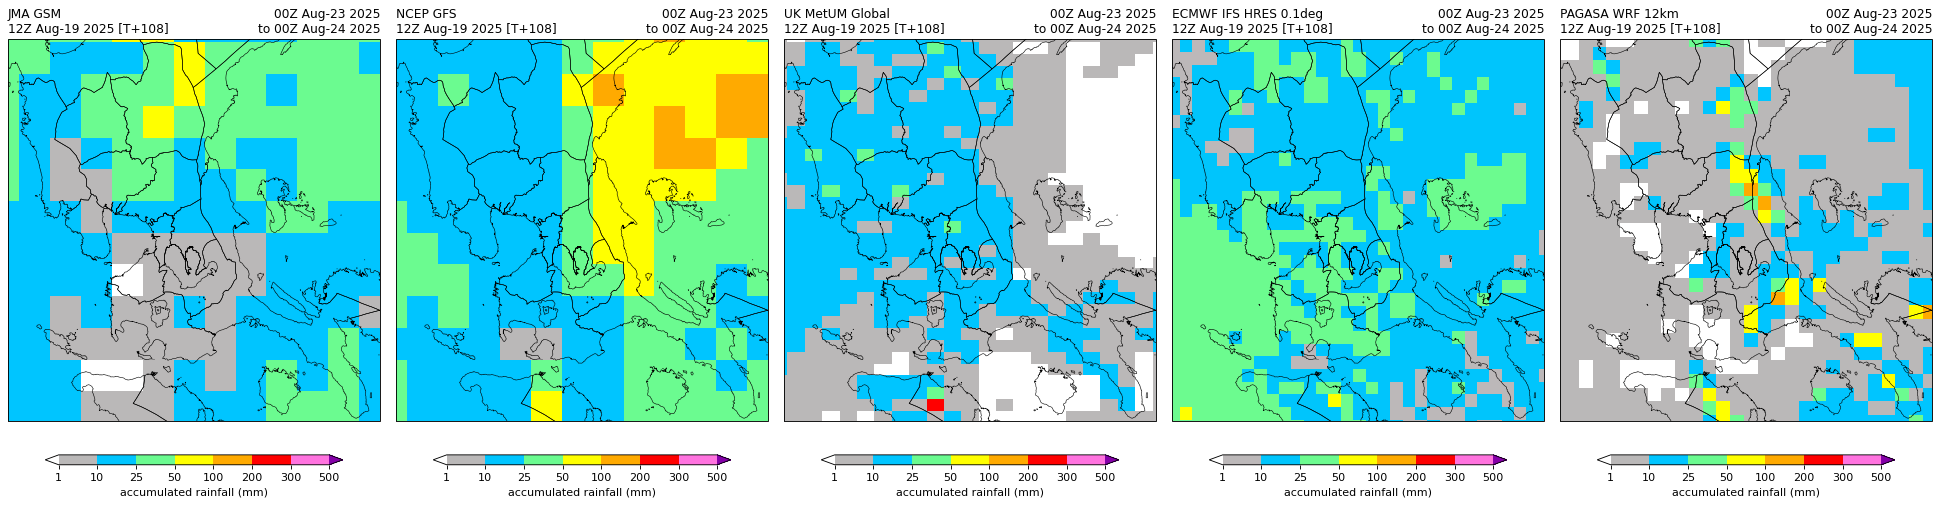 JMA GSM 00Z Aug-23 2025
12Z Aug-19 2025 [T+108] to 00Z Aug-24 2025
1 10 25 50 100 200 300 500
accumulated rainfall (mm)
NCEP GFS 00Z Aug-23 2025
12Z Aug-19 2025 [T+108] to 00Z Aug-24 2025
1 10 25 50 100 200 300 500
accumulated rainfall (mm)
UK MetUM Global 00Z Aug-23 2025
12Z Aug-19 2025 [T+108] to 00Z Aug-24 2025
1 10 25 50 100 200 300 500
accumulated rainfall (mm)
ECMWF IFS HRES 0.1deg 00Z Aug-23 2025
12Z Aug-19 2025 [T+108] to 00Z Aug-24 2025
1 10 25 50 100 200 300 500
accumulated rainfall (mm)
PAGASA WRF 12km 00Z Aug-23 2025
12Z Aug-19 2025 [T+108] to 00Z Aug-24 2025
1 10 25 50 100 200 300 500
accumulated rainfall (mm)